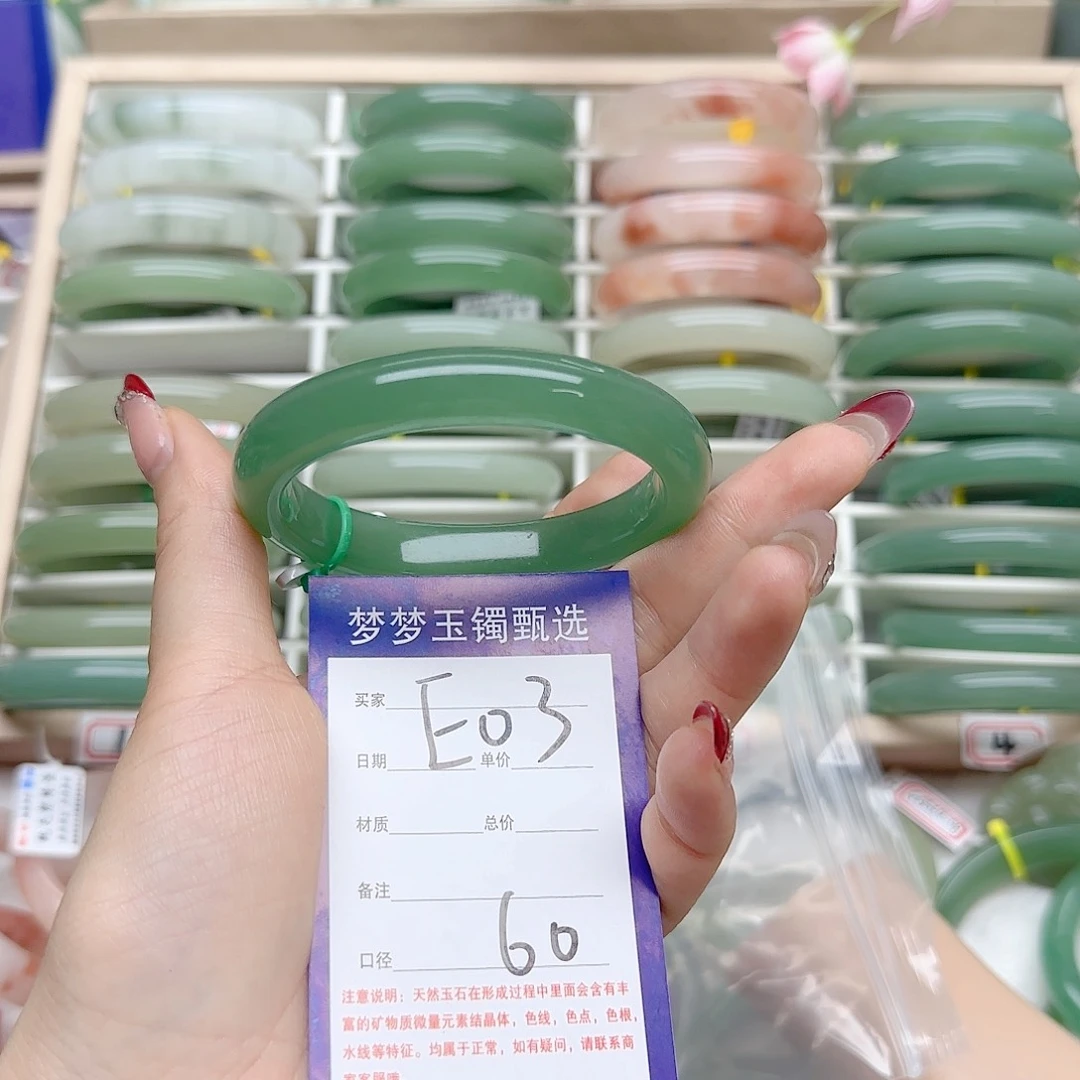 梦梦玉镯甄选
买家
E03
日期 单价
材质 总价
备注
口径 60
注意说明：天然玉石在形成过程中里面会含有丰
富的矿物质微量元素结晶体，色线，色点，色根，
水线等特征。均属于正常，如有疑问，请联系商